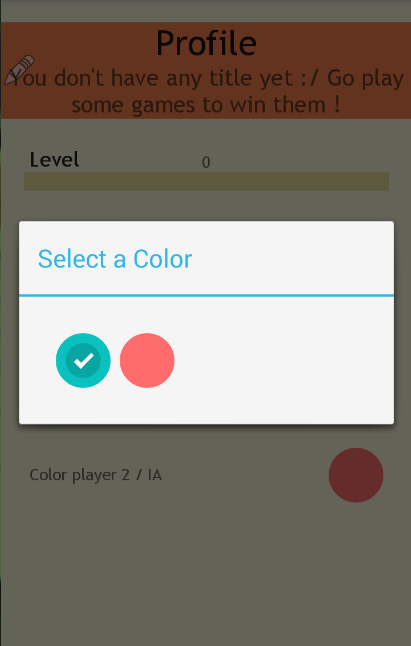 Profile
You don't have any title yet :/ Go play
some games to win them !
Level 0
Select a Color
Color player 2 / IA